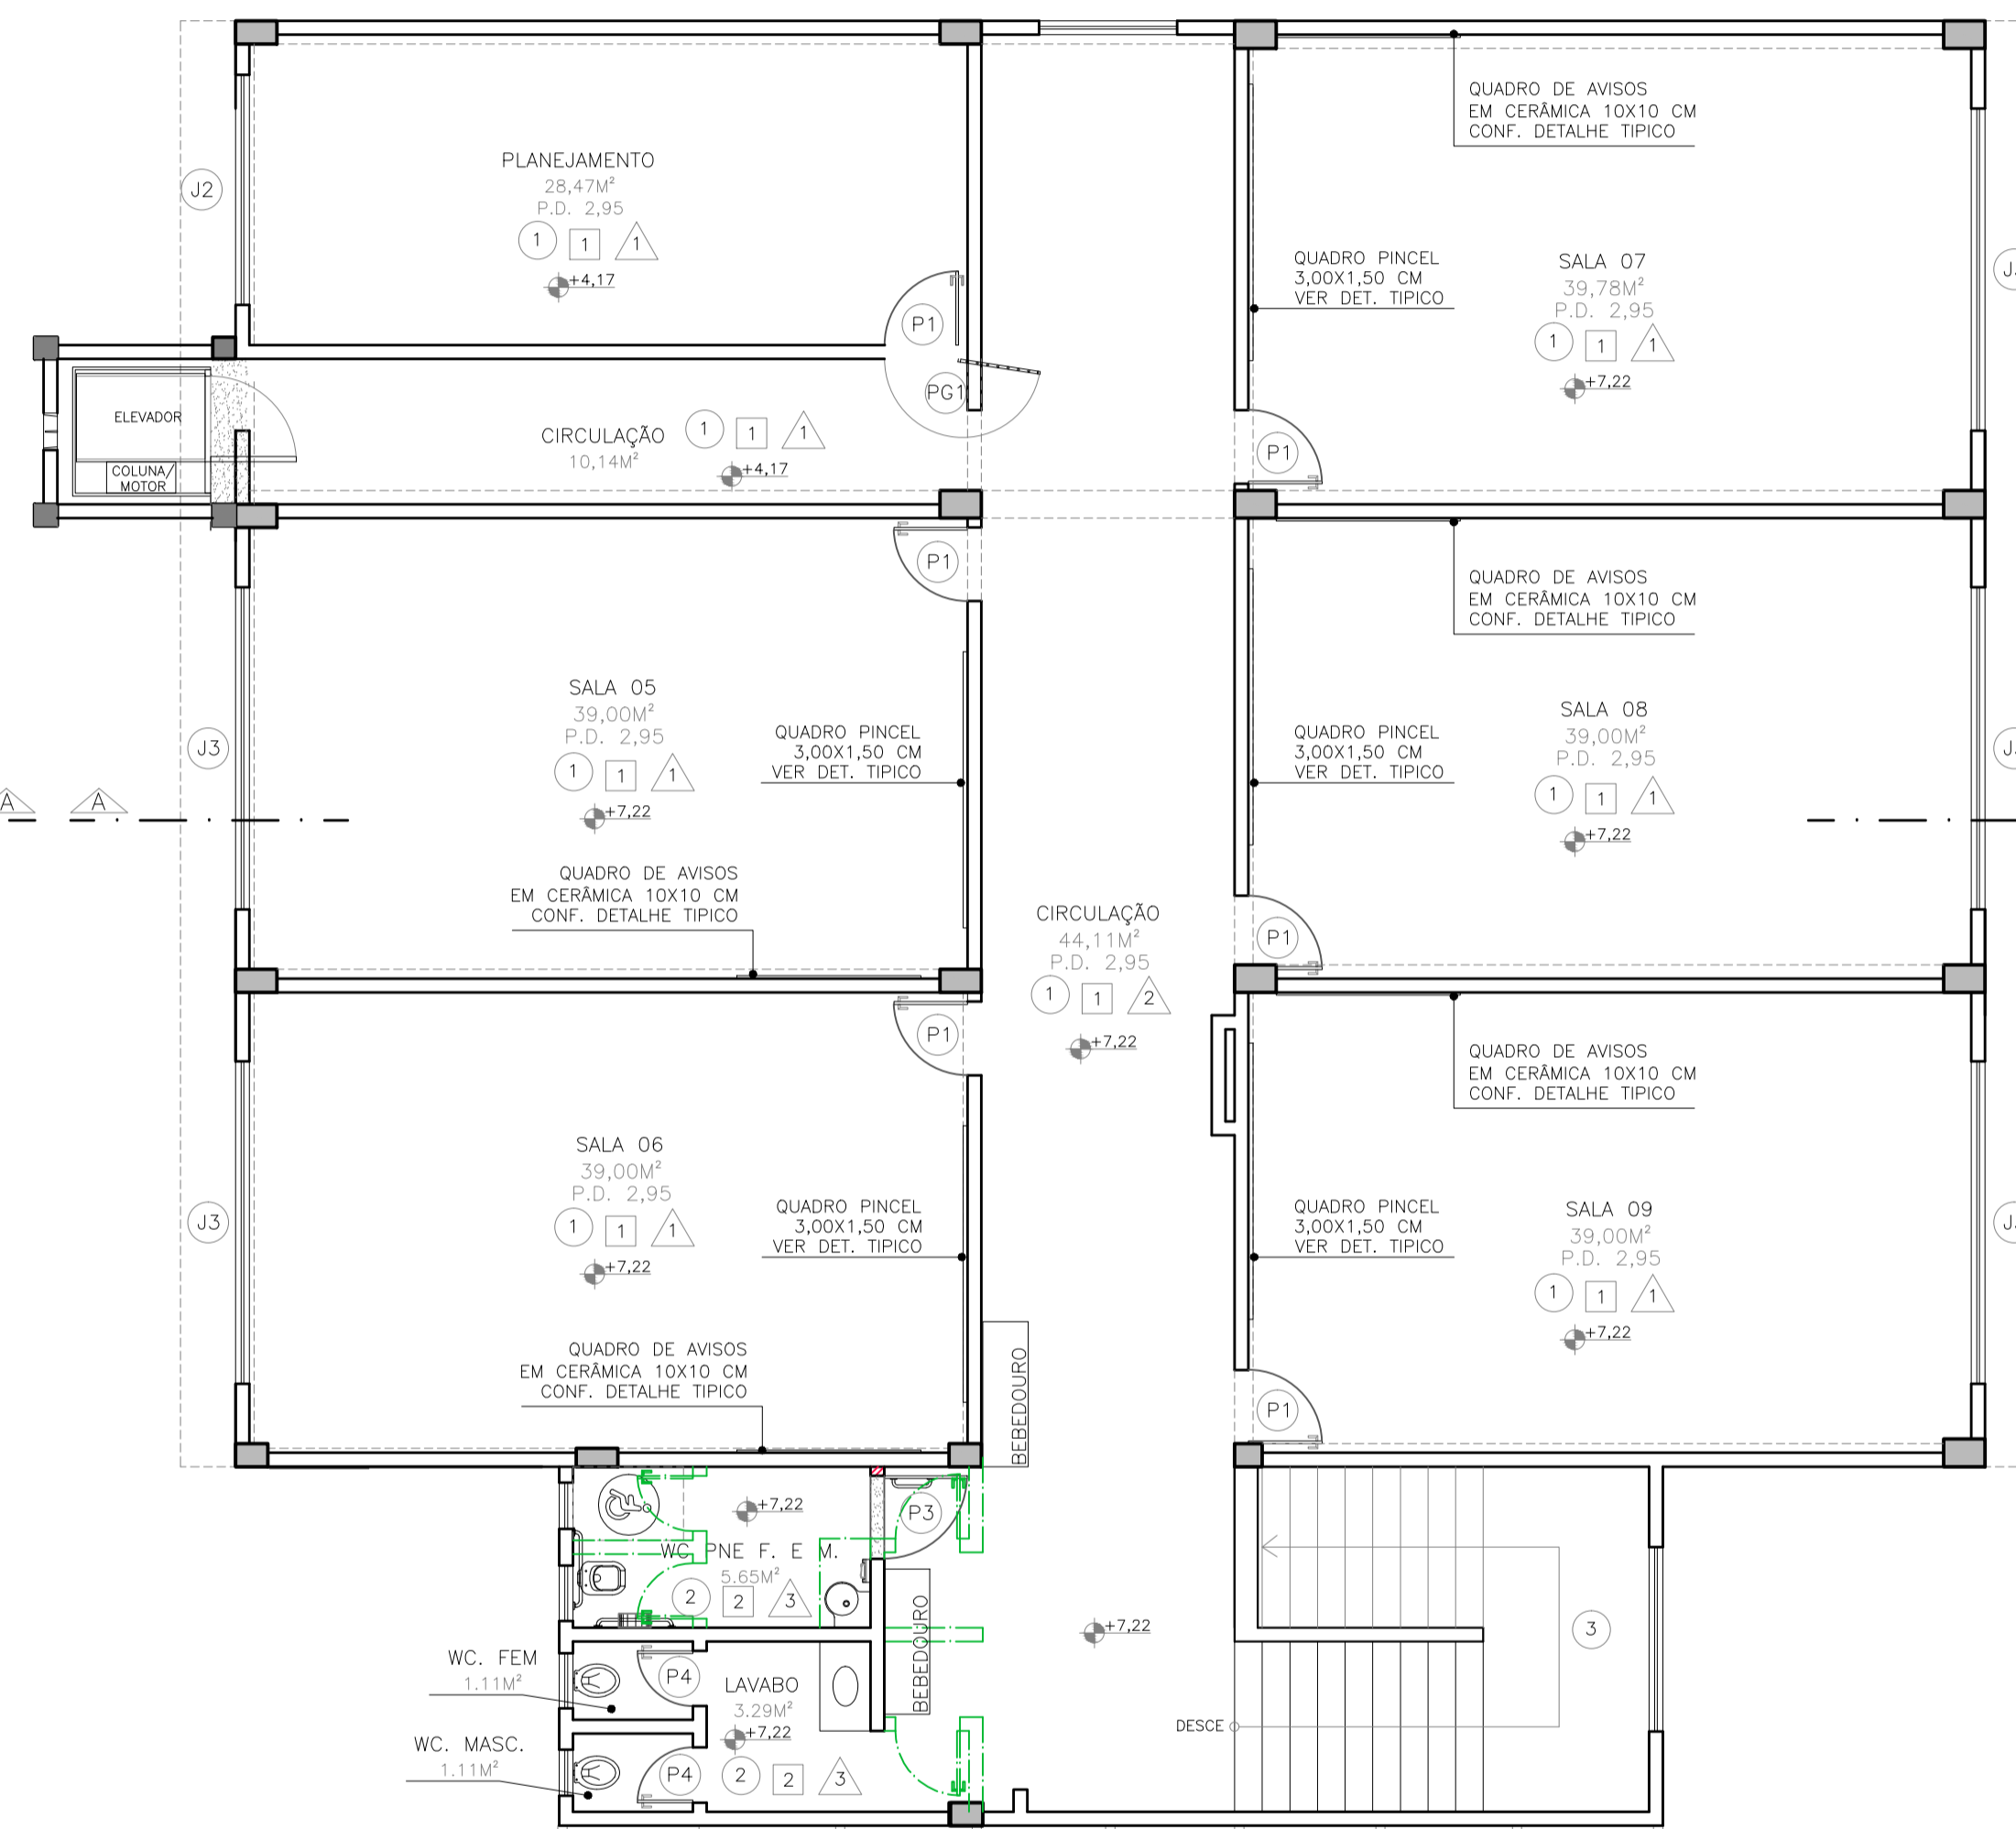 QUADRO DE AVISOS
EM CERÂMICA 10X10 CM
CONF. DETALHE TIPICO
PLANEJAMENTO
28,47M²
P.D. 2,95
1 1 1
+4,17
J2
QUADRO PINCEL
3,00X1,50 CM
VER DET. TIPICO
SALA 07
39,78M²
P.D. 2,95
1 1 1
+7,22
P1
PG1
P1
ELEVADOR
COLUNA/
MOTOR
CIRCULAÇÃO
10,14M²
1 1 1
+4,17
P1
QUADRO DE AVISOS
EM CERÂMICA 10X10 CM
CONF. DETALHE TIPICO
SALA 05
39,00M²
P.D. 2,95
1 1 1
+7,22
J3
QUADRO PINCEL
3,00X1,50 CM
VER DET. TIPICO
QUADRO PINCEL
3,00X1,50 CM
VER DET. TIPICO
SALA 08
39,00M²
P.D. 2,95
1 1 1
+7,22
A A
QUADRO DE AVISOS
EM CERÂMICA 10X10 CM
CONF. DETALHE TIPICO
CIRCULAÇÃO
44,11M²
P.D. 2,95
1 1 2
+7,22
P1
P1
QUADRO DE AVISOS
EM CERÂMICA 10X10 CM
CONF. DETALHE TIPICO
SALA 06
39,00M²
P.D. 2,95
1 1 1
+7,22
J3
QUADRO PINCEL
3,00X1,50 CM
VER DET. TIPICO
QUADRO PINCEL
3,00X1,50 CM
VER DET. TIPICO
SALA 09
39,00M²
P.D. 2,95
1 1 1
+7,22
QUADRO DE AVISOS
EM CERÂMICA 10X10 CM
CONF. DETALHE TIPICO
BEBEDOURO
P1
+7,22
P3
WC PNE F. E M.
5.65M²
2 2 3
BEBEDOURO
+7,22
3
WC. FEM
1.11M²
P4
LAVABO
3.29M²
+7,22
2 2 3
WC. MASC.
1.11M²
P4
DESCE